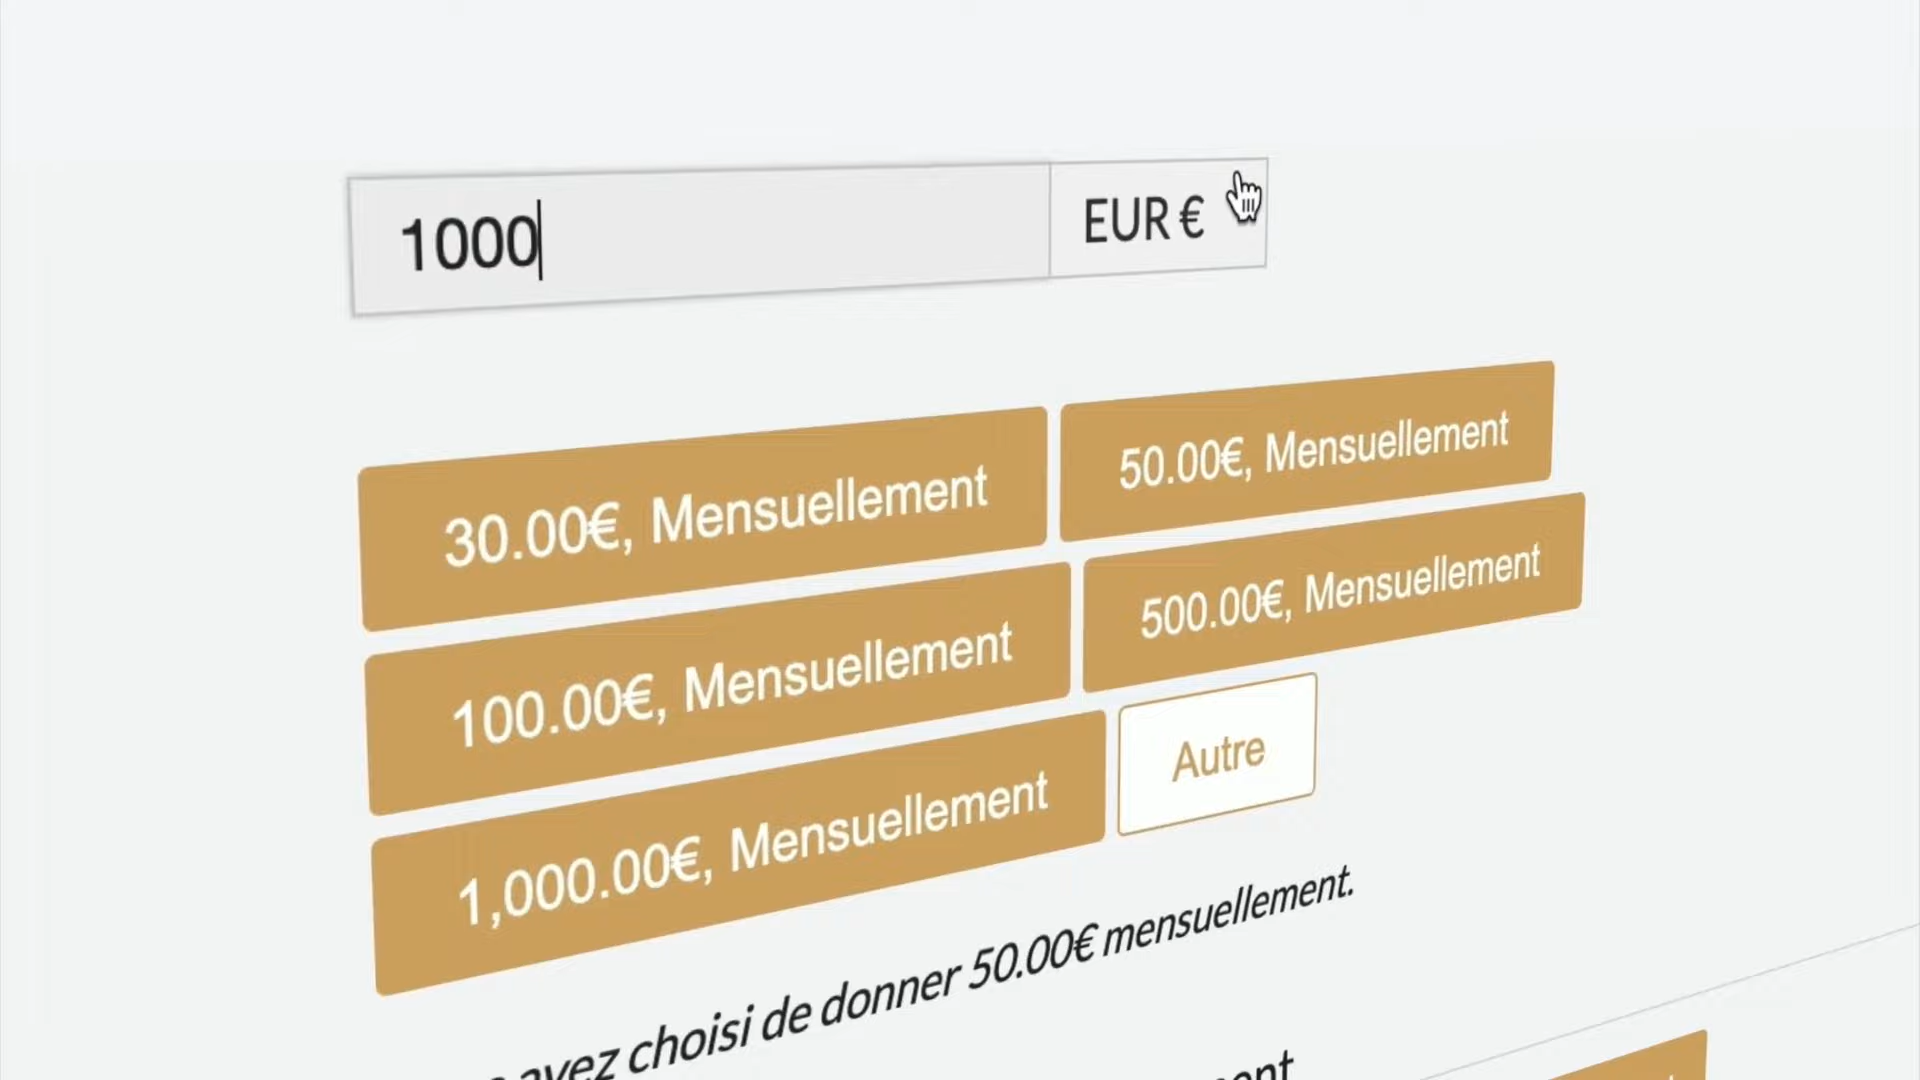 1000
EUR €
30.00€, Mensuellement
50.00€, Mensuellement
100.00€, Mensuellement
500.00€, Mensuellement
1,000.00€, Mensuellement
Autre
avez choisi de donner 50.00€ mensuellement.